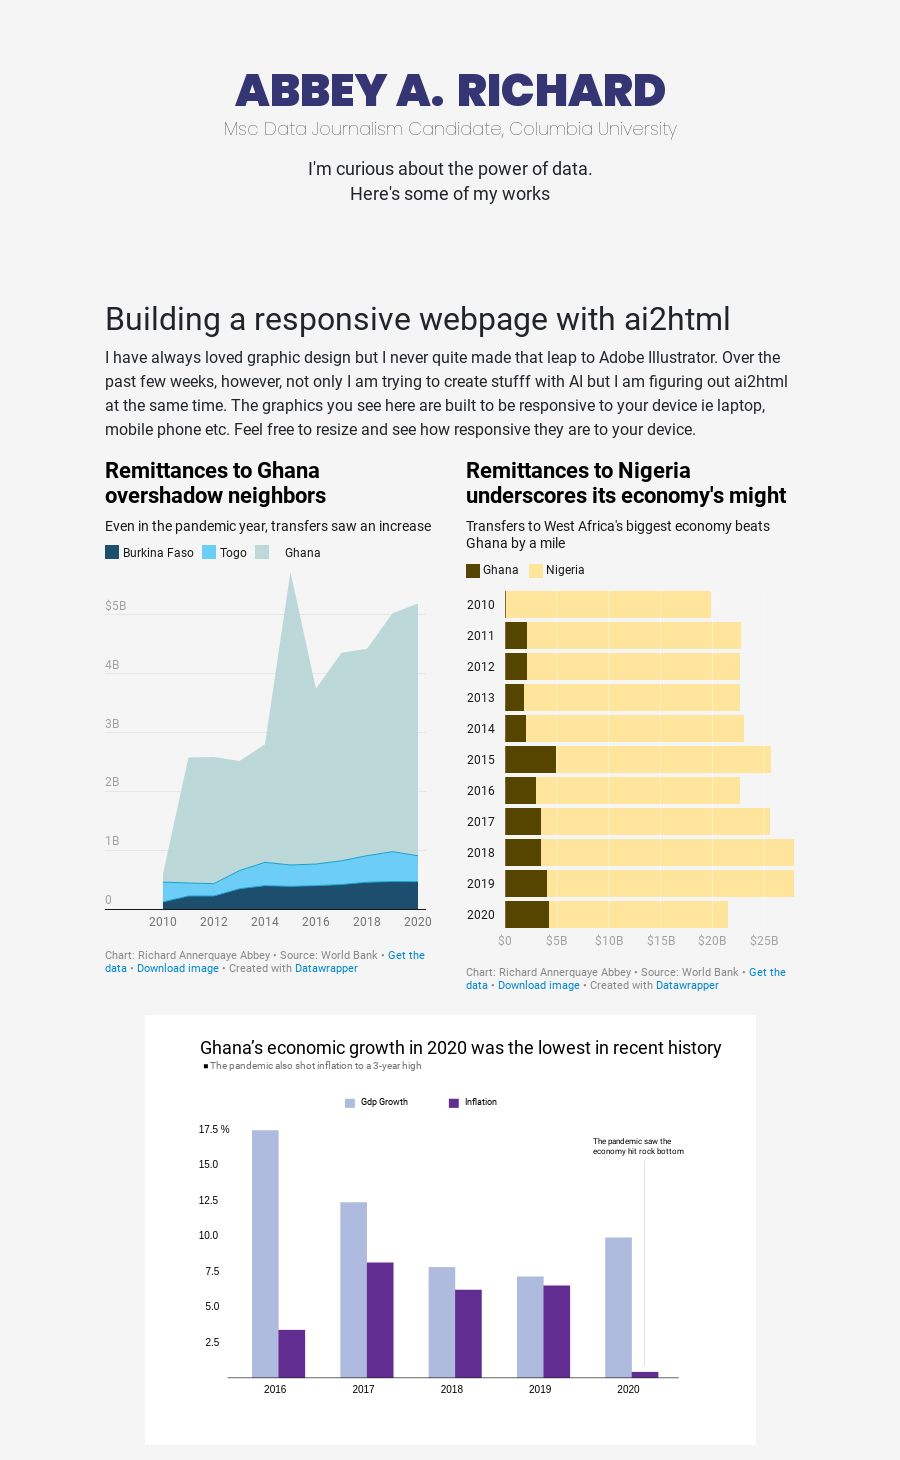 ABBEY A. RICHARD
Msc Data Journalism Candidate, Columbia University
I'm curious about the power of data.
Here's some of my works
Building a responsive webpage with ai2html
I have always loved graphic design but I never quite made that leap to Adobe Illustrator. Over the
past few weeks, however, not only I am trying to create stufff with AI but I am figuring out ai2html
at the same time. The graphics you see here are built to be responsive to your device ie laptop,
mobile phone etc. Feel free to resize and see how responsive they are to your device.
Remittances to Ghana
overshadow neighbors
Even in the pandemic year, transfers saw an increase
Burkina Faso Togo Ghana
$5B
4B
3B
2B
1B
0
2010 2012 2014 2016 2018 2020
Chart: Richard Annerquaye Abbey • Source: World Bank • Get the
data • Download image • Created with Datawrapper
Remittances to Nigeria
underscores its economy's might
Transfers to West Africa's biggest economy beats
Ghana by a mile
Ghana Nigeria
2010
2011
2012
2013
2014
2015
2016
2017
2018
2019
2020
$0 $5B $10B $15B $20B $25B
Chart: Richard Annerquaye Abbey • Source: World Bank • Get the
data • Download image • Created with Datawrapper
Ghana’s economic growth in 2020 was the lowest in recent history
The pandemic also shot inflation to a 3-year high
Gdp Growth Inflation
17.5 %
15.0
12.5
10.0
7.5
5.0
2.5
The pandemic saw the
economy hit rock bottom
2016 2017 2018 2019 2020